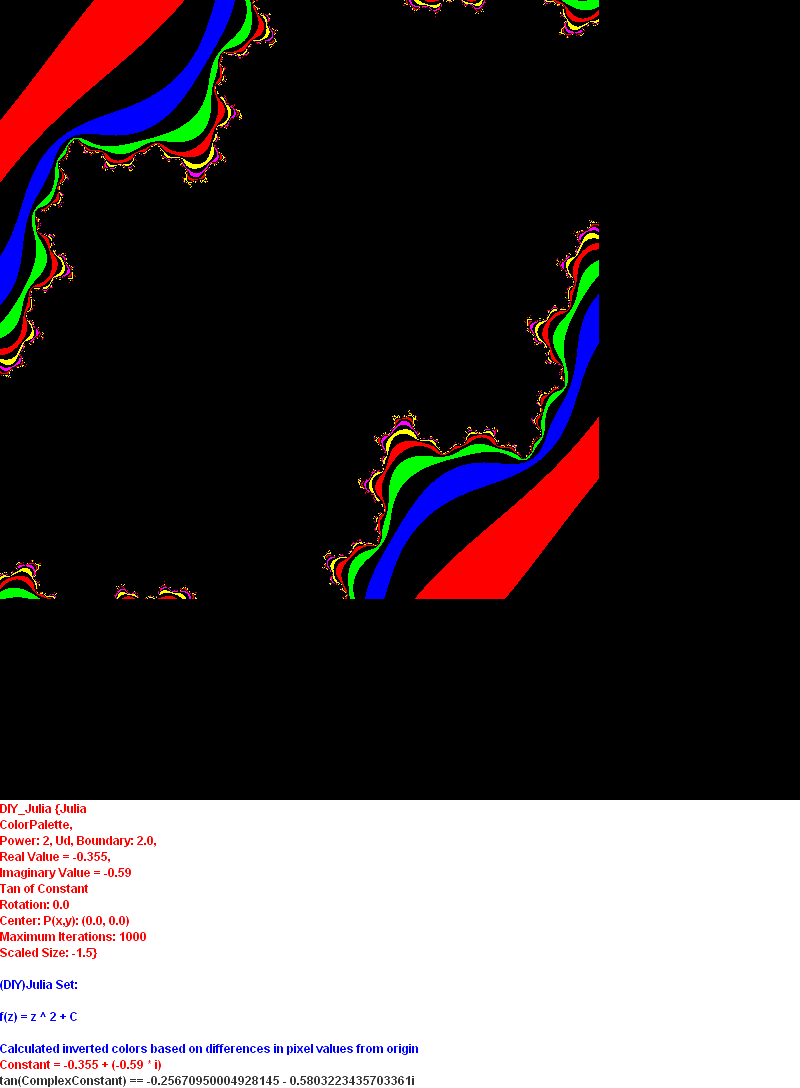 DIY_Julia {Julia
ColorPalette,
Power: 2, Ud, Boundary: 2.0,
Real Value = -0.355,
Imaginary Value = -0.59
Tan of Constant
Rotation: 0.0
Center: P(x,y): (0.0, 0.0)
Maximum Iterations: 1000
Scaled Size: -1.5}
(DIY)Julia Set:
f(z) = z ^ 2 + C
Calculated inverted colors based on differences in pixel values from origin
Constant = -0.355 + (-0.59 * i)
tan(ComplexConstant) == -0.25670950004928145 - 0.5803223435703361i